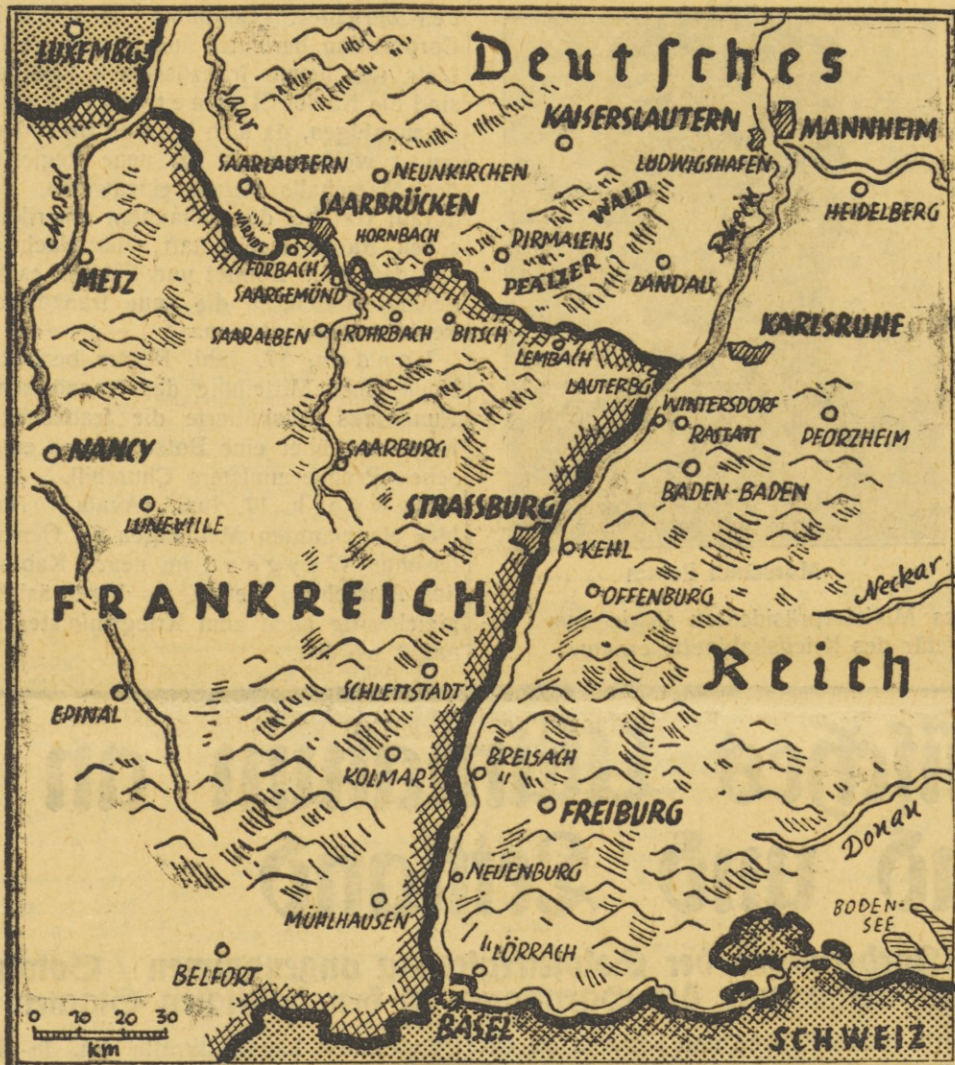 LUXEMBG.
Deutsches
Saar
KAISERSLAUTERN
MANNHEIM
LUDWIGSHAFEN
SAARLAUTERN
NEUNKIRCHEN
HEIDELBERG
Mosel
SAARBRÜCKEN
WALD
Rhein
WARNDT
HORNBACH
PIRMASENS
METZ
FORBACH
PFÄLZER
LANDAU
SAARGEMÜND
SAARALBEN
ROHRBACH
BITSCH
KARLSRUHE
LEMBACH
LAUTERBG
WINTERSDORF
RASTATT
PFORZHEIM
NANCY
SAARBURG
BADEN-BADEN
LUNEVILLE
STRASSBURG
KEHL
Neckar
FRANKREICH
OFFENBURG
Reich
SCHLETTSTADT
EPINAL
KOLMAR
BREISACH
FREIBURG
Donau
NEUENBURG
MÜHLHAUSEN
BODEN-
SEE
LÖRRACH
BELFORT
BASEL
SCHWEIZ
0 10 20 30
km